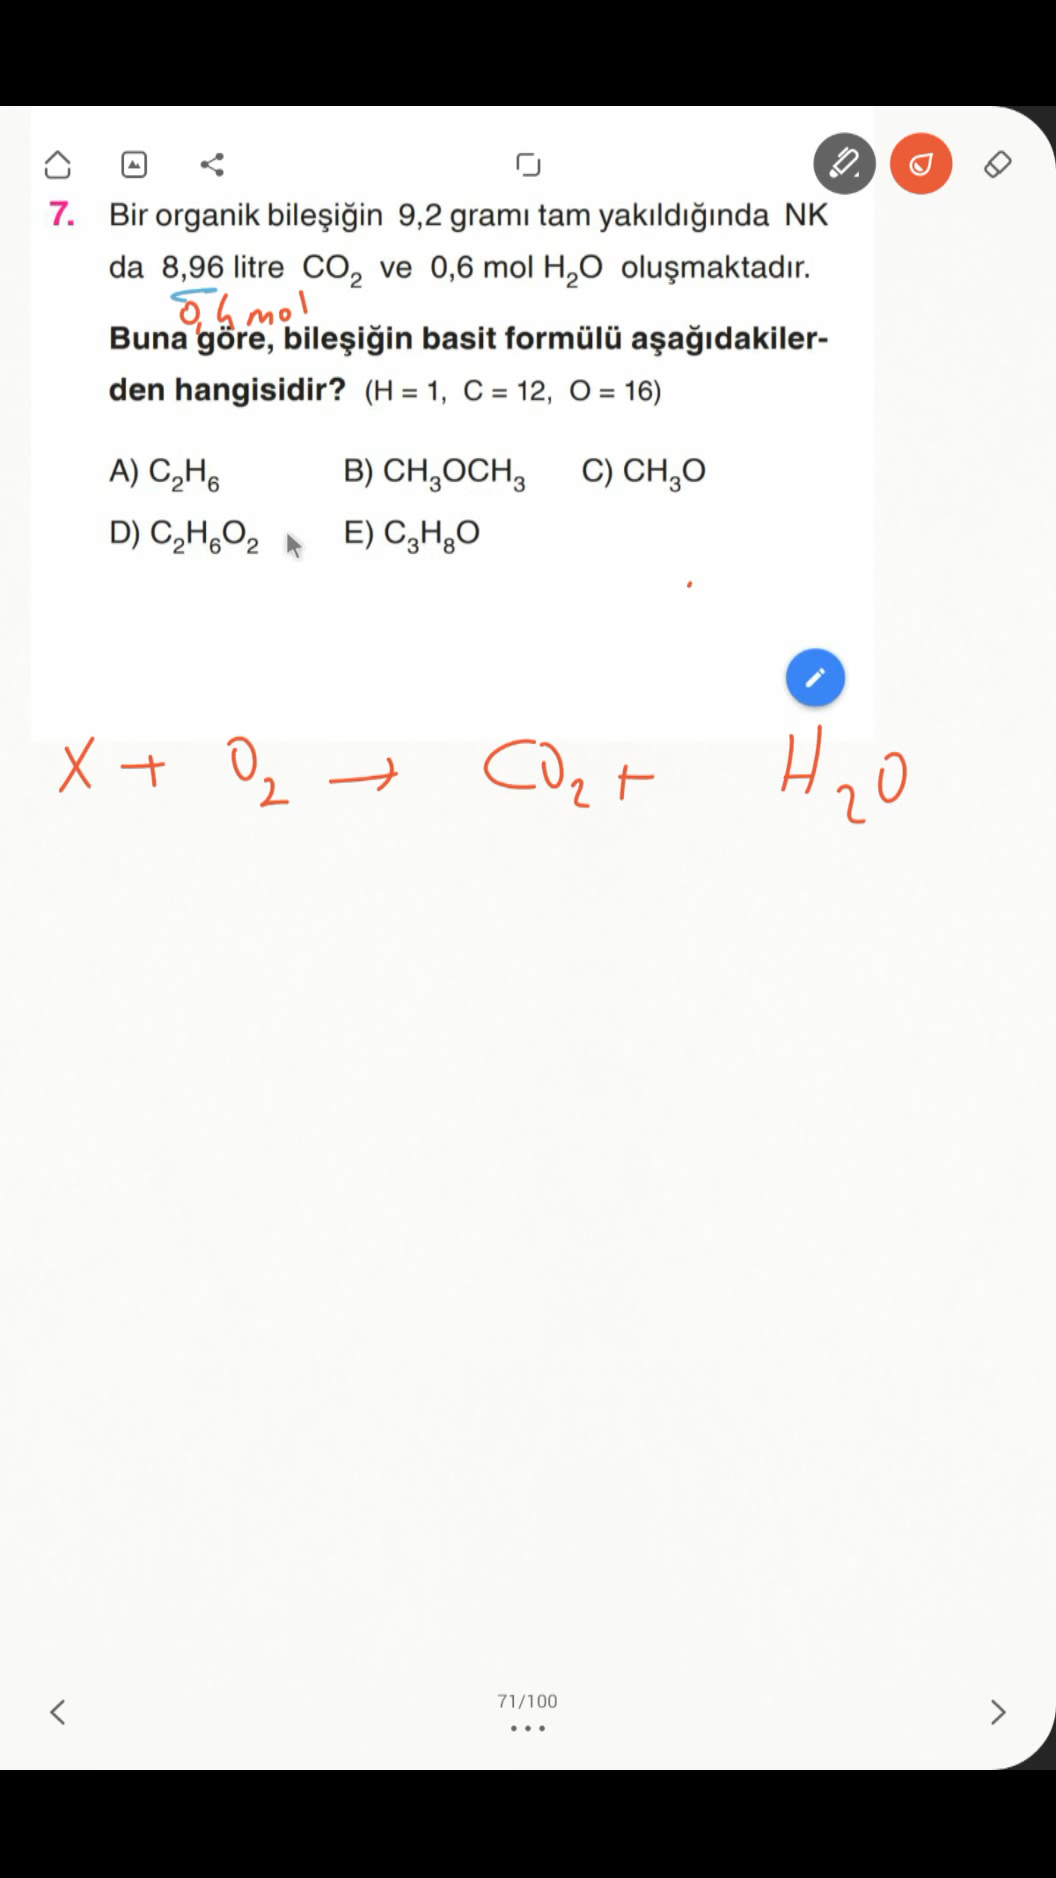 7. Bir organik bileşiğin 9,2 gramı tam yakıldığında NK
da 8,96 litre CO₂ ve 0,6 mol H₂O oluşmaktadır.
0,4 mol
Buna göre, bileşiğin basit formülü aşağıdakiler-
den hangisidir? (H = 1, C = 12, O = 16)
A) C₂H₆ B) CH₃OCH₃ C) CH₃O
D) C₂H₆O₂ E) C₃H₈O
X + O₂ → CO₂ + H₂O
71/100